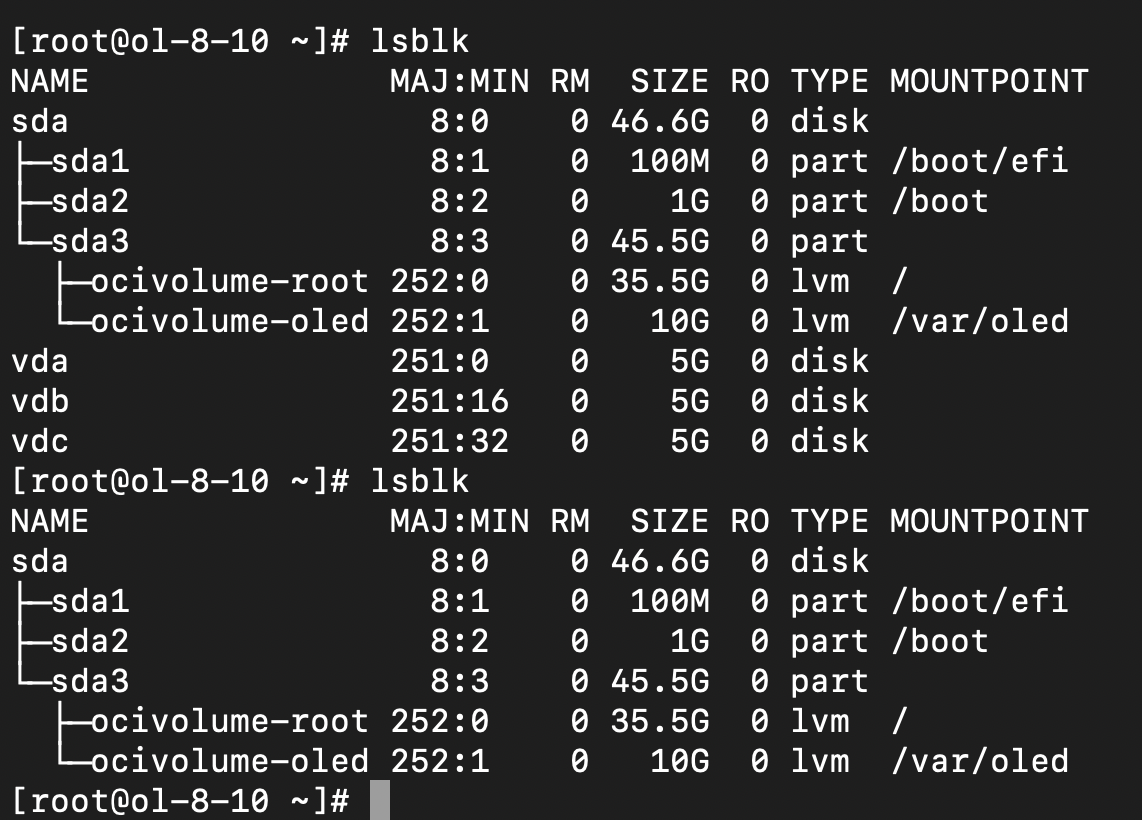 [root@ol-8-10 ~]# lsblk
NAME                MAJ:MIN RM  SIZE RO TYPE MOUNTPOINT
sda                   8:0    0 46.6G  0 disk
├─sda1                8:1    0  100M  0 part /boot/efi
├─sda2                8:2    0    1G  0 part /boot
└─sda3                8:3    0 45.5G  0 part
  ├─ocivolume-root 252:0    0 35.5G  0 lvm  /
  └─ocivolume-oled 252:1    0   10G  0 lvm  /var/oled
vda                 251:0    0    5G  0 disk
vdb                 251:16   0    5G  0 disk
vdc                 251:32   0    5G  0 disk
[root@ol-8-10 ~]# lsblk
NAME                MAJ:MIN RM  SIZE RO TYPE MOUNTPOINT
sda                   8:0    0 46.6G  0 disk
├─sda1                8:1    0  100M  0 part /boot/efi
├─sda2                8:2    0    1G  0 part /boot
└─sda3                8:3    0 45.5G  0 part
  ├─ocivolume-root 252:0    0 35.5G  0 lvm  /
  └─ocivolume-oled 252:1    0   10G  0 lvm  /var/oled
[root@ol-8-10 ~]#